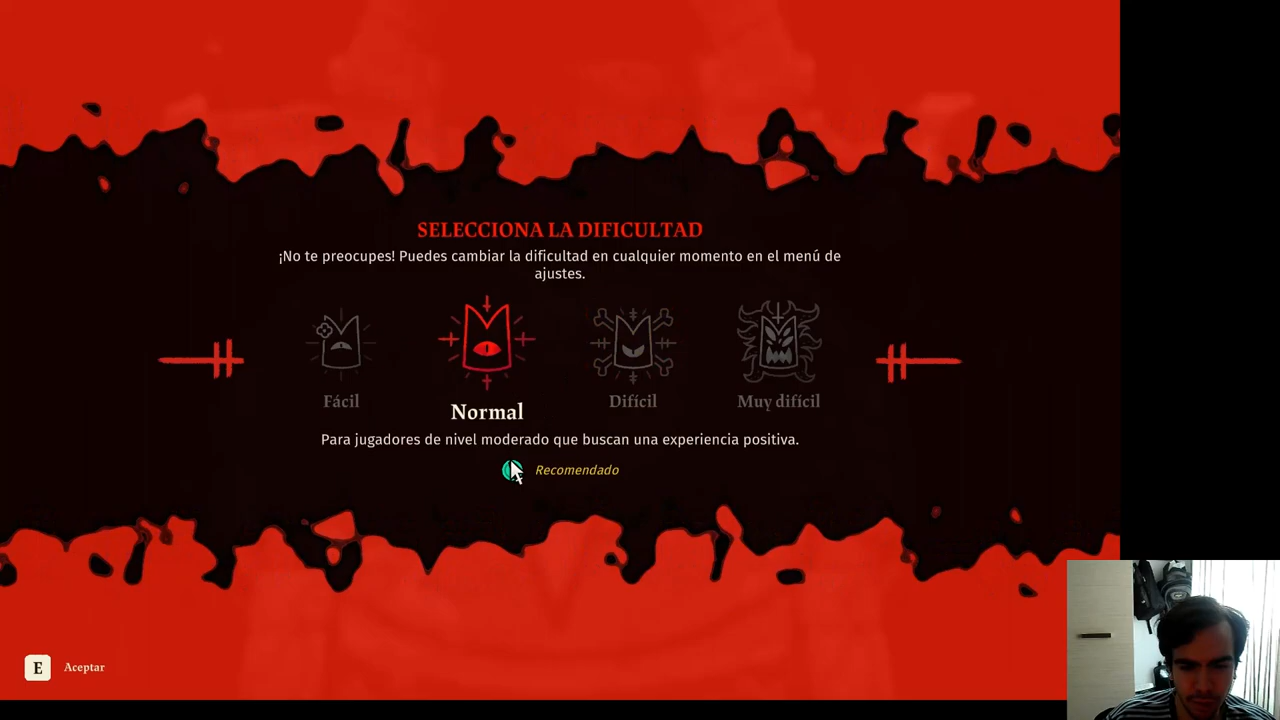 SELECCIONA LA DIFICULTAD
¡No te preocupes! Puedes cambiar la dificultad en cualquier momento en el menú de
ajustes.
Fácil
Normal
Difícil
Muy difícil
Para jugadores de nivel moderado que buscan una experiencia positiva.
Recomendado
E Aceptar